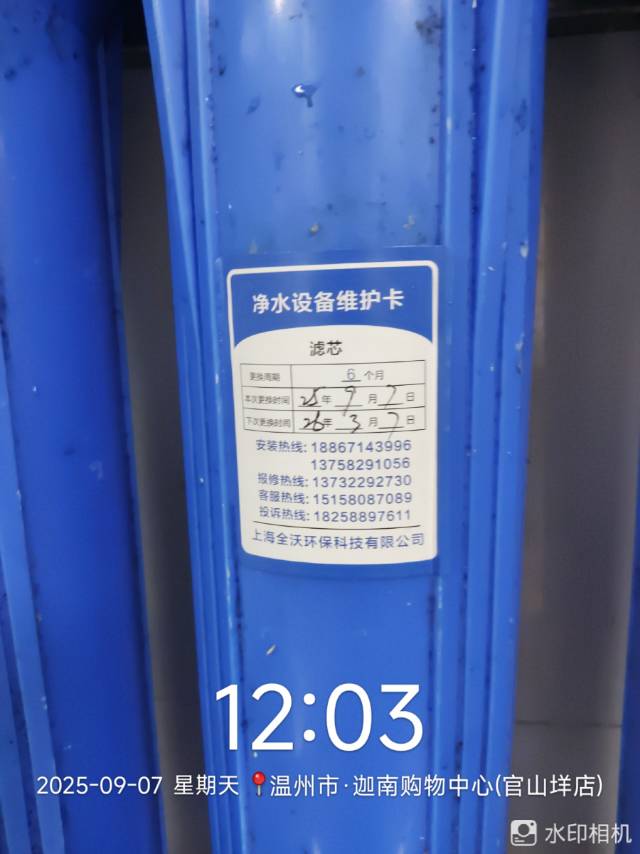 净水设备维护卡
滤芯
更换周期 6 个月
本次更换时间 25年 9月 7日
下次更换时间 26年 3月 7日
安装热线: 18867143996
13758291056
报修热线: 13732292730
客服热线: 15158087089
投诉热线: 18258897611
上海全沃环保科技有限公司
12:03
2025-09-07 星期天 温州市·迦南购物中心(官山垟店)
水印相机